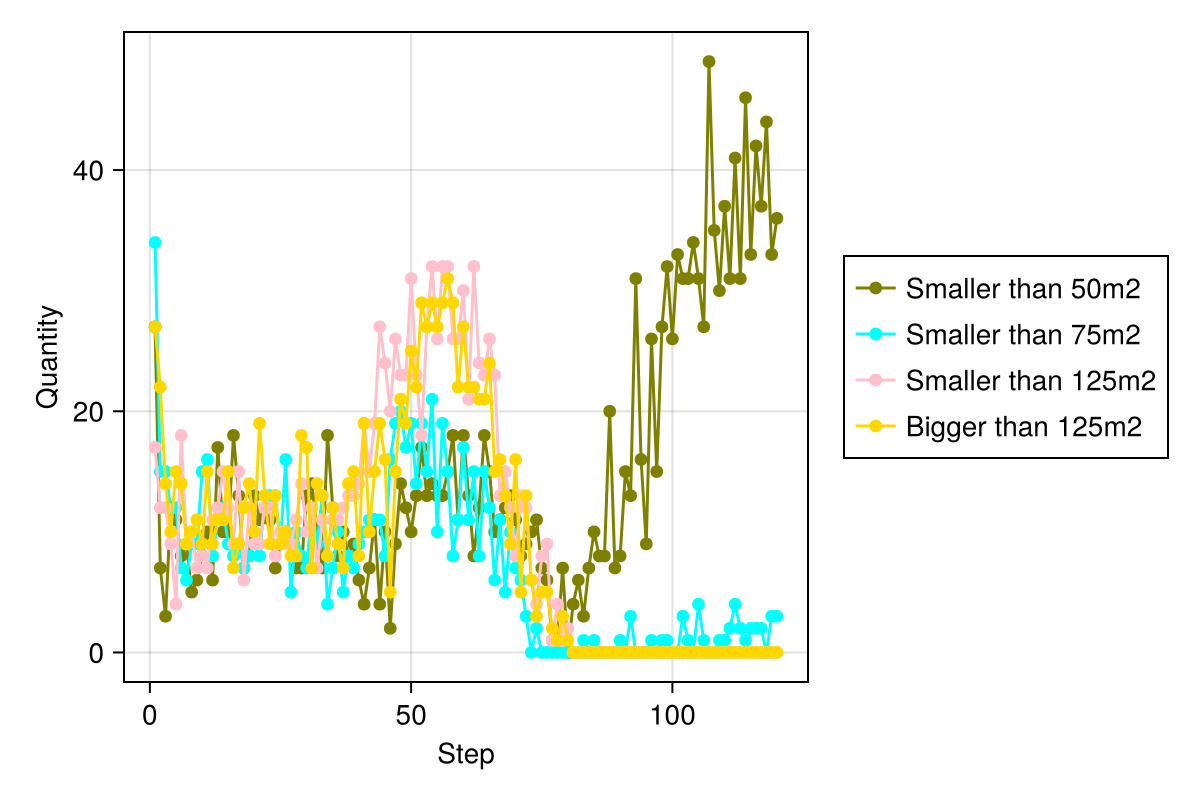 40
20
0
0
50
100
Quantity
Step
Smaller than 50m2
Smaller than 75m2
Smaller than 125m2
Bigger than 125m2